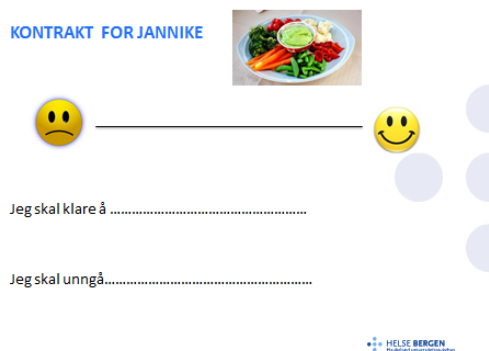 KONTRAKT FOR JANNIKE
Jeg skal klare å ………………………………………………
Jeg skal unngå…………………………………………………
HELSE BERGEN